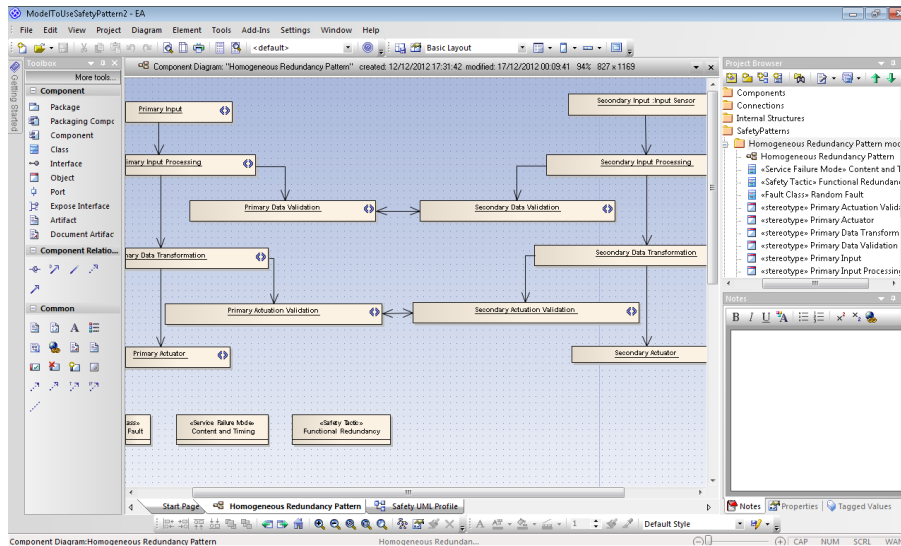 ModelToUseSafetyPattern2 - EA
File Edit View Project Diagram Element Tools Add-Ins Settings Window Help
<default> Basic Layout
Getting Started
Toolbox
More tools...
Component
Package
Packaging Compc
Component
Class
Interface
Object
Port
Expose Interface
Artifact
Document Artifac
Component Relatio...
Common
Component Diagram: "Homogeneous Redundancy Pattern" created: 12/12/2012 17:31:42 modified: 17/12/2012 00:09:41 94% 827 x 1169
Primary Input
Secondary Input :Input Sensor
imary Input Processing
Secondary Input Processing
Primary Data Validation
Secondary Data Validation
nary Data Transformation
Secondary Data Transformation
Primary Actuation Validation
Secondary Actuation Validation
Primary Actuator
Secondary Actuator
lass»
Fault
«Service Failure Mode»
Content and Timing
«Safety Tactic»
Functional Redundancy
Start Page Homogeneous Redundancy Pattern Safety UML Profile
Project Browser
Components
Connections
Internal Structures
SafetyPatterns
Homogeneous Redundancy Pattern moc
Homogeneous Redundancy Pattern
«Service Failure Mode» Content and T
«Safety Tactic» Functional Redundan
«Fault Class» Random Fault
«stereotype» Primary Actuation Valida
«stereotype» Primary Actuator
«stereotype» Primary Data Transform
«stereotype» Primary Data Validation
«stereotype» Primary Input
«stereotype» Primary Input Processing
Notes
B I U A
Notes Properties Tagged Values
A 1 Default Style
Component Diagram:Homogeneous Redundancy Pattern Homogeneous Redundan... CAP NUM SCRL WAN